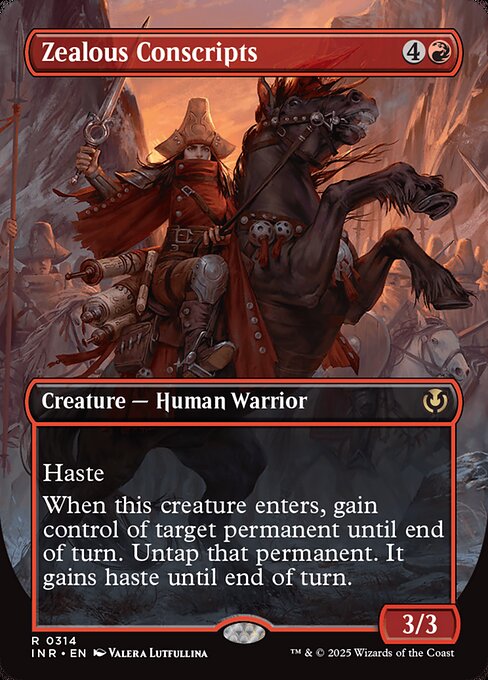 Zealous Conscripts 4
Creature — Human Warrior
Haste
When this creature enters, gain
control of target permanent until end
of turn. Untap that permanent. It
gains haste until end of turn.
3/3
R 0314
INR • EN VALERA LUTFULLINA
™ & © 2025 Wizards of the Coast